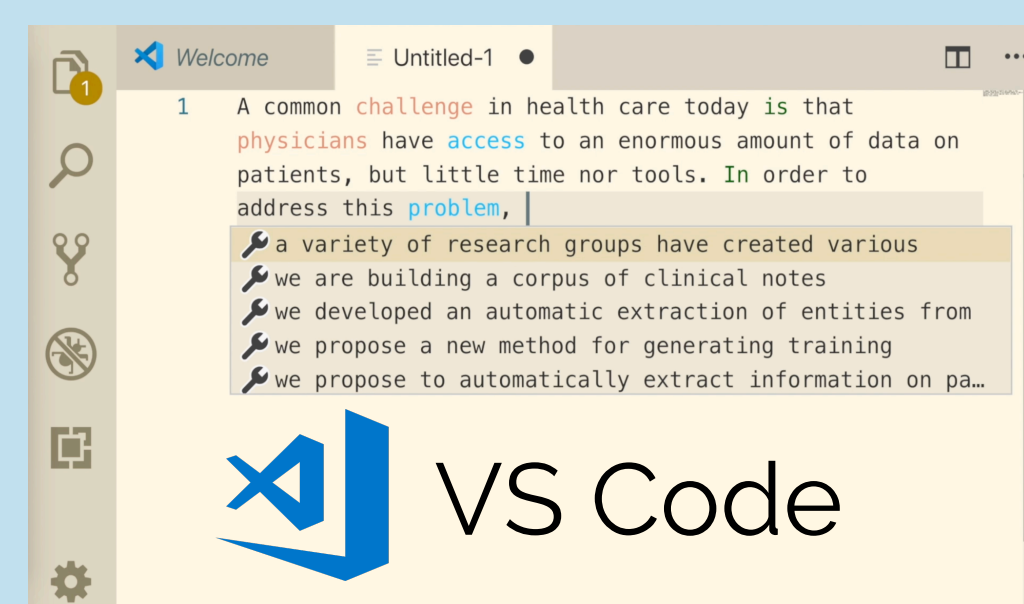 Welcome
Untitled-1
1
1
A common challenge in health care today is that
physicians have access to an enormous amount of data on
patients, but little time nor tools. In order to
address this problem,
a variety of research groups have created various
we are building a corpus of clinical notes
we developed an automatic extraction of entities from
we propose a new method for generating training
we propose to automatically extract information on pa…
VS Code